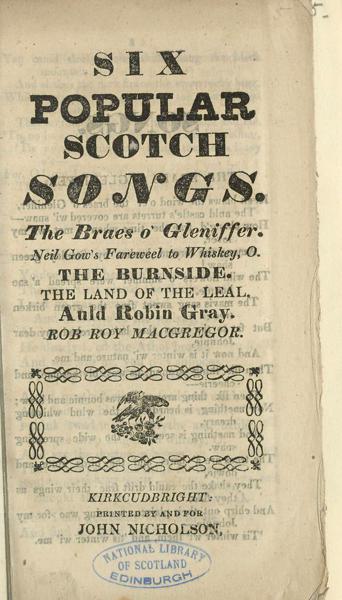 SIX
POPULAR
SCOTCH
SONGS.
The Braes o' Gleniffer.
Neil Gow's Fareweel to Whiskey, O.
THE BURNSIDE.
THE LAND OF THE LEAL.
Auld Robin Gray.
ROB ROY MACGREGOR.
KIRKCUDBRIGHT:
PRINTED BY AND FOR
JOHN NICHOLSON.
NATIONAL LIBRARY
OF SCOTLAND
EDINBURGH